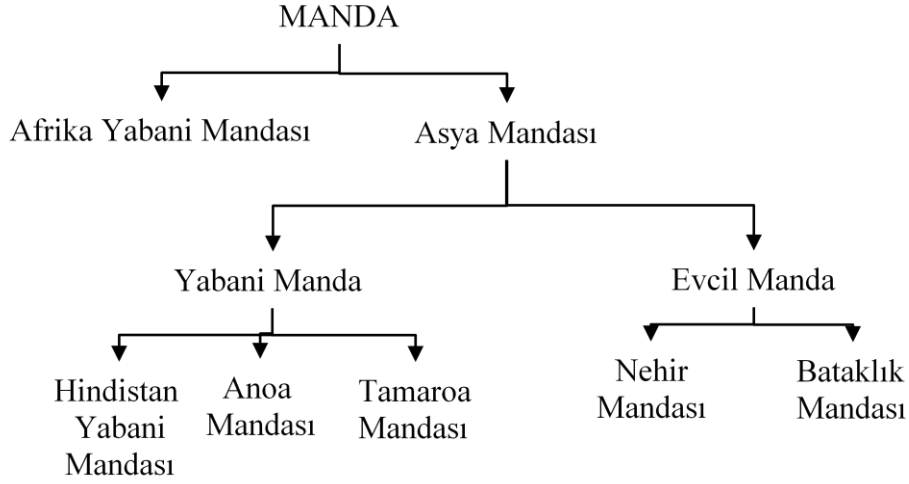 MANDA
Afrika Yabani Mandası
Asya Mandası
Yabani Manda
Evcil Manda
Hindistan
Yabani
Mandası
Anoa
Mandası
Tamaroa
Mandası
Nehir
Mandası
Bataklık
Mandası